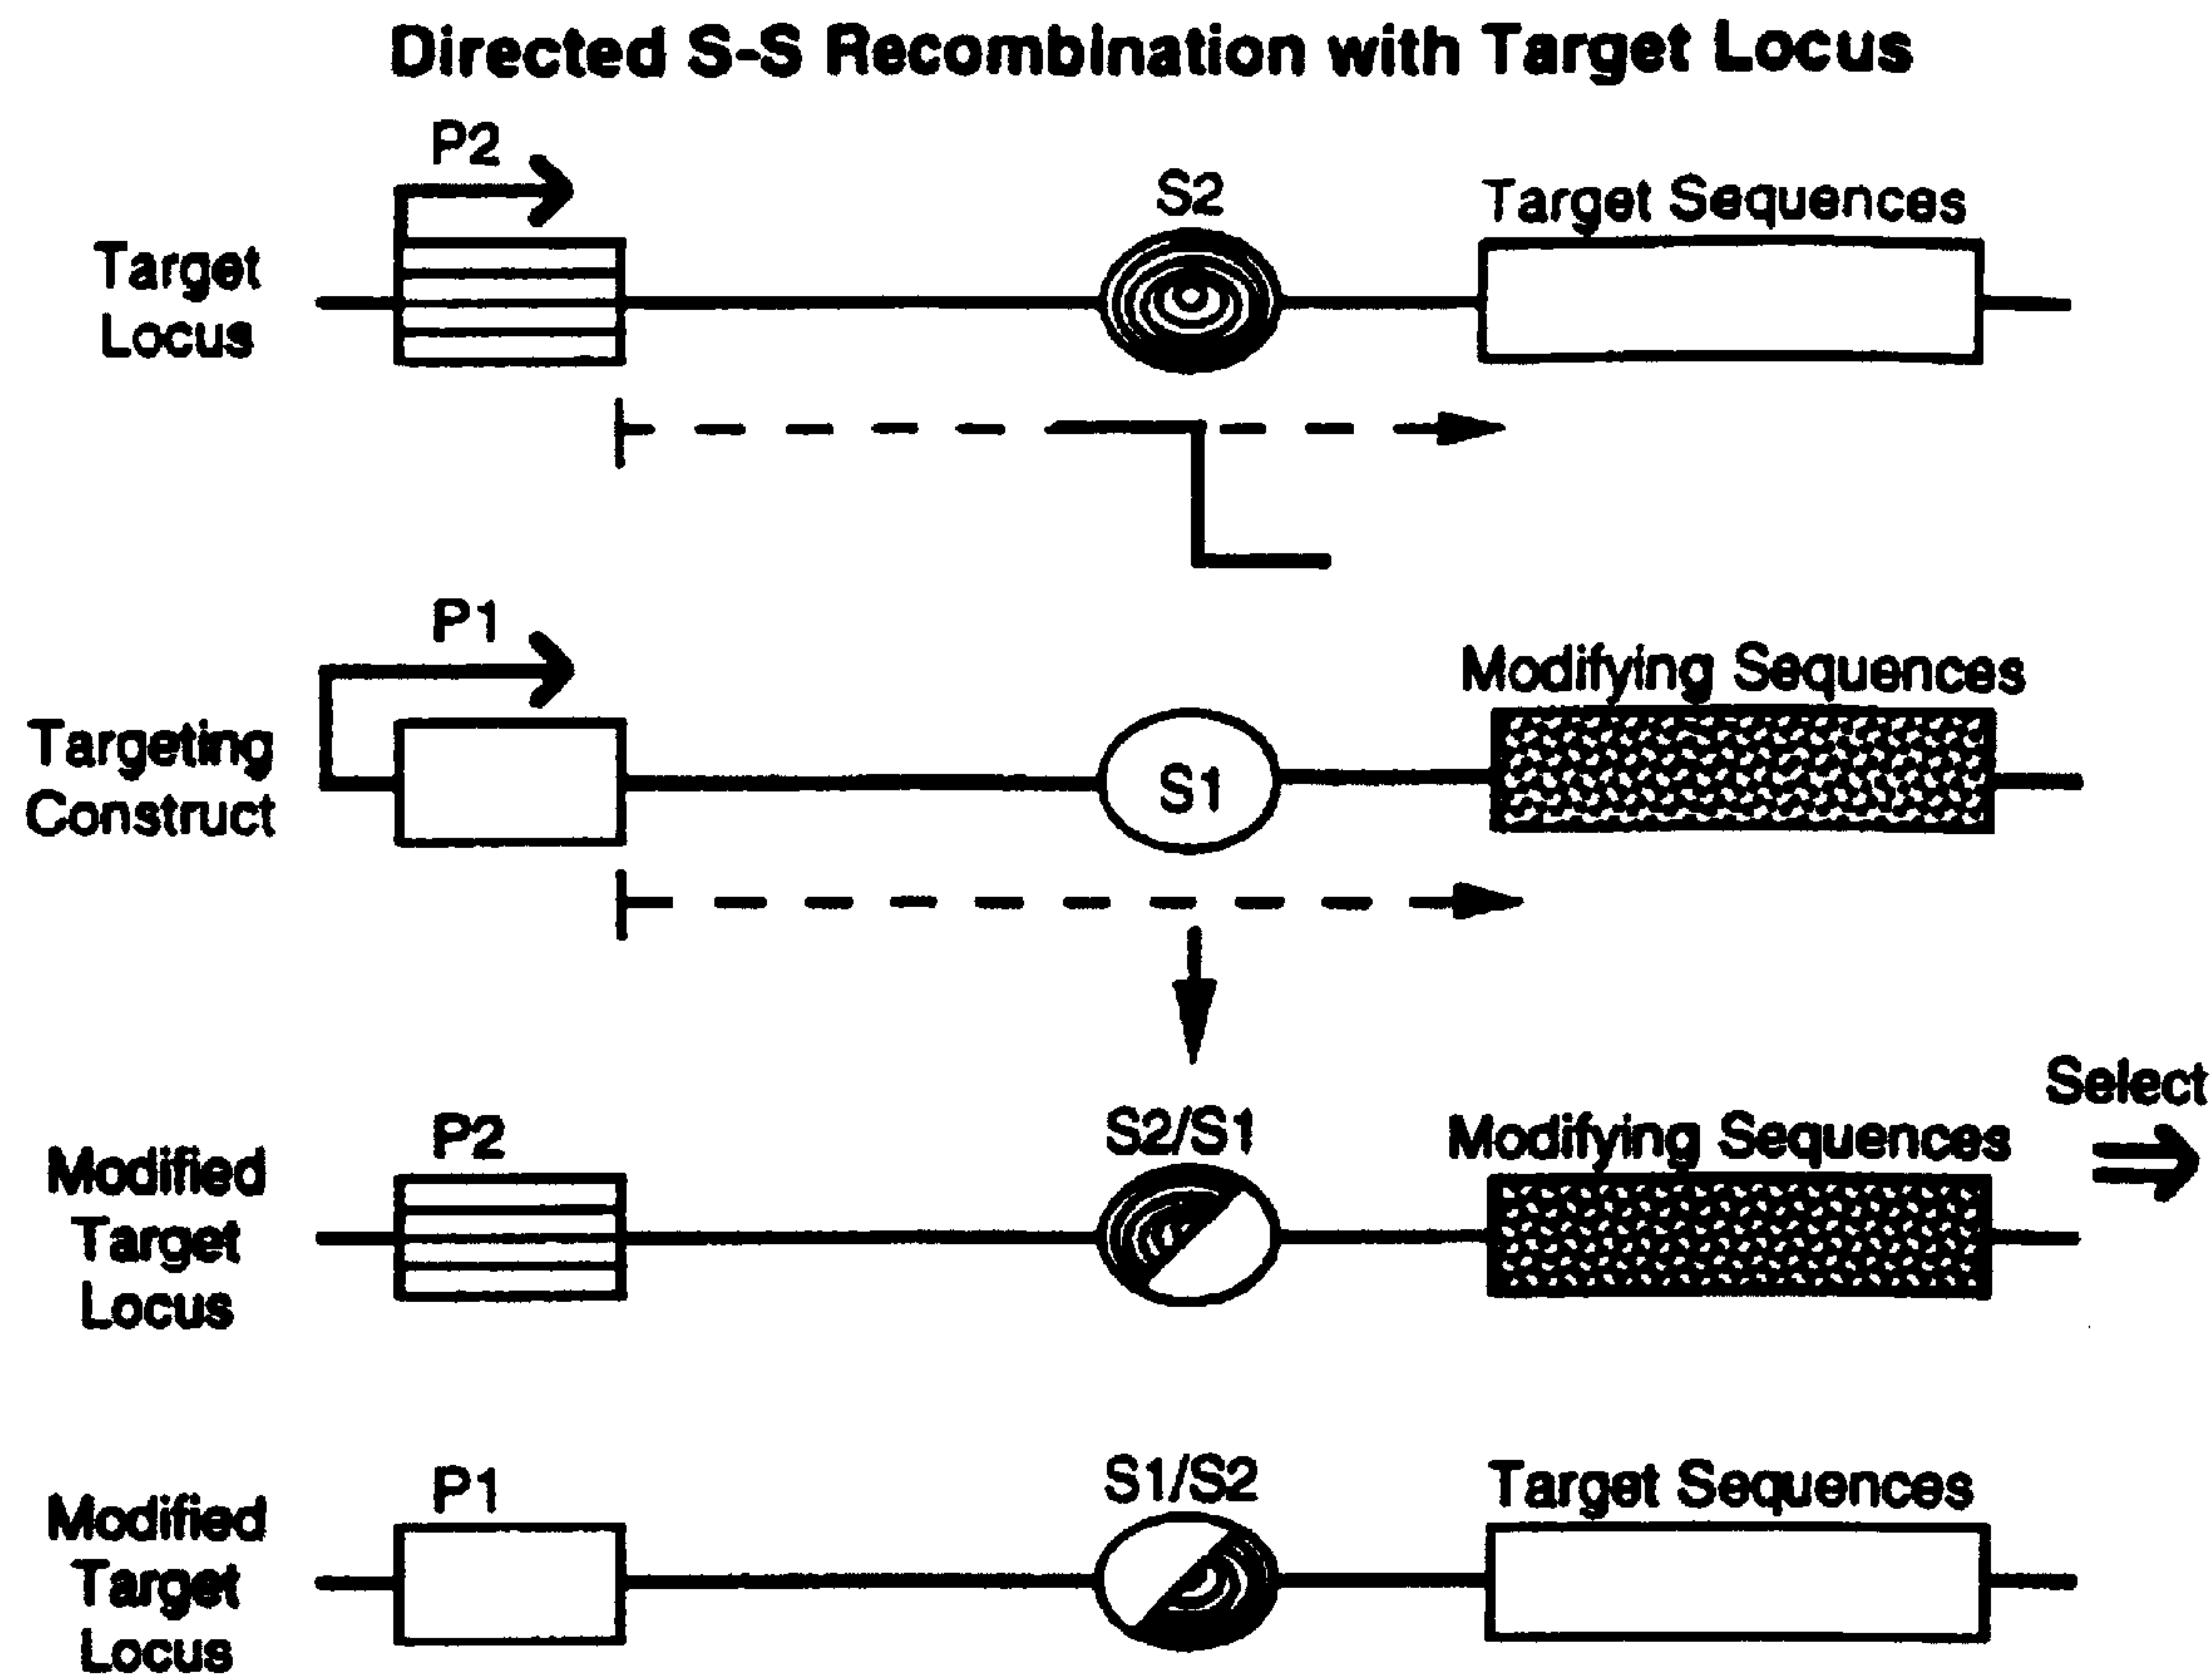 Directed S-S Recombination with Target Locus
P2
S2
Target Sequences
Target
Locus
P1
Modifying Sequences
Targeting
Construct
S1
Select
P2
S2/S1
Modifying Sequences
Modified
Target
Locus
P1
S1/S2
Target Sequences
Modified
Target
Locus